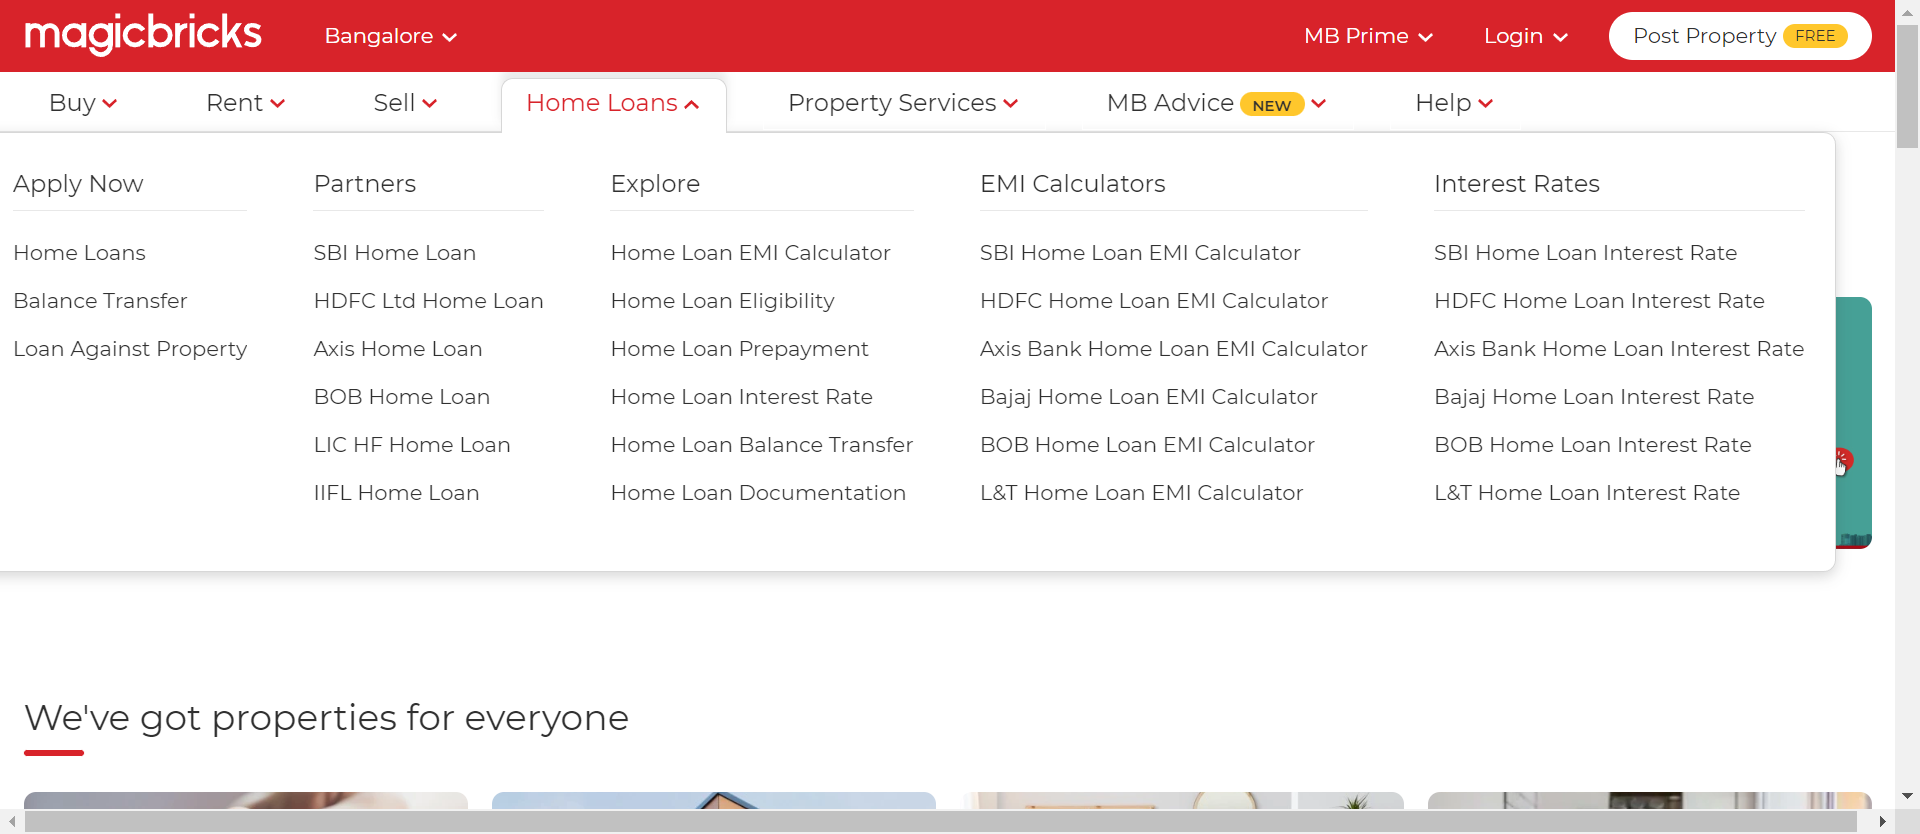 magicbricks Bangalore MB Prime Login Post Property FREE
Buy Rent Sell Home Loans Property Services MB Advice NEW Help
Apply Now
Home Loans
Balance Transfer
Loan Against Property
Partners
SBI Home Loan
HDFC Ltd Home Loan
Axis Home Loan
BOB Home Loan
LIC HF Home Loan
IIFL Home Loan
Explore
Home Loan EMI Calculator
Home Loan Eligibility
Home Loan Prepayment
Home Loan Interest Rate
Home Loan Balance Transfer
Home Loan Documentation
EMI Calculators
SBI Home Loan EMI Calculator
HDFC Home Loan EMI Calculator
Axis Bank Home Loan EMI Calculator
Bajaj Home Loan EMI Calculator
BOB Home Loan EMI Calculator
L&T Home Loan EMI Calculator
Interest Rates
SBI Home Loan Interest Rate
HDFC Home Loan Interest Rate
Axis Bank Home Loan Interest Rate
Bajaj Home Loan Interest Rate
BOB Home Loan Interest Rate
L&T Home Loan Interest Rate
We've got properties for everyone